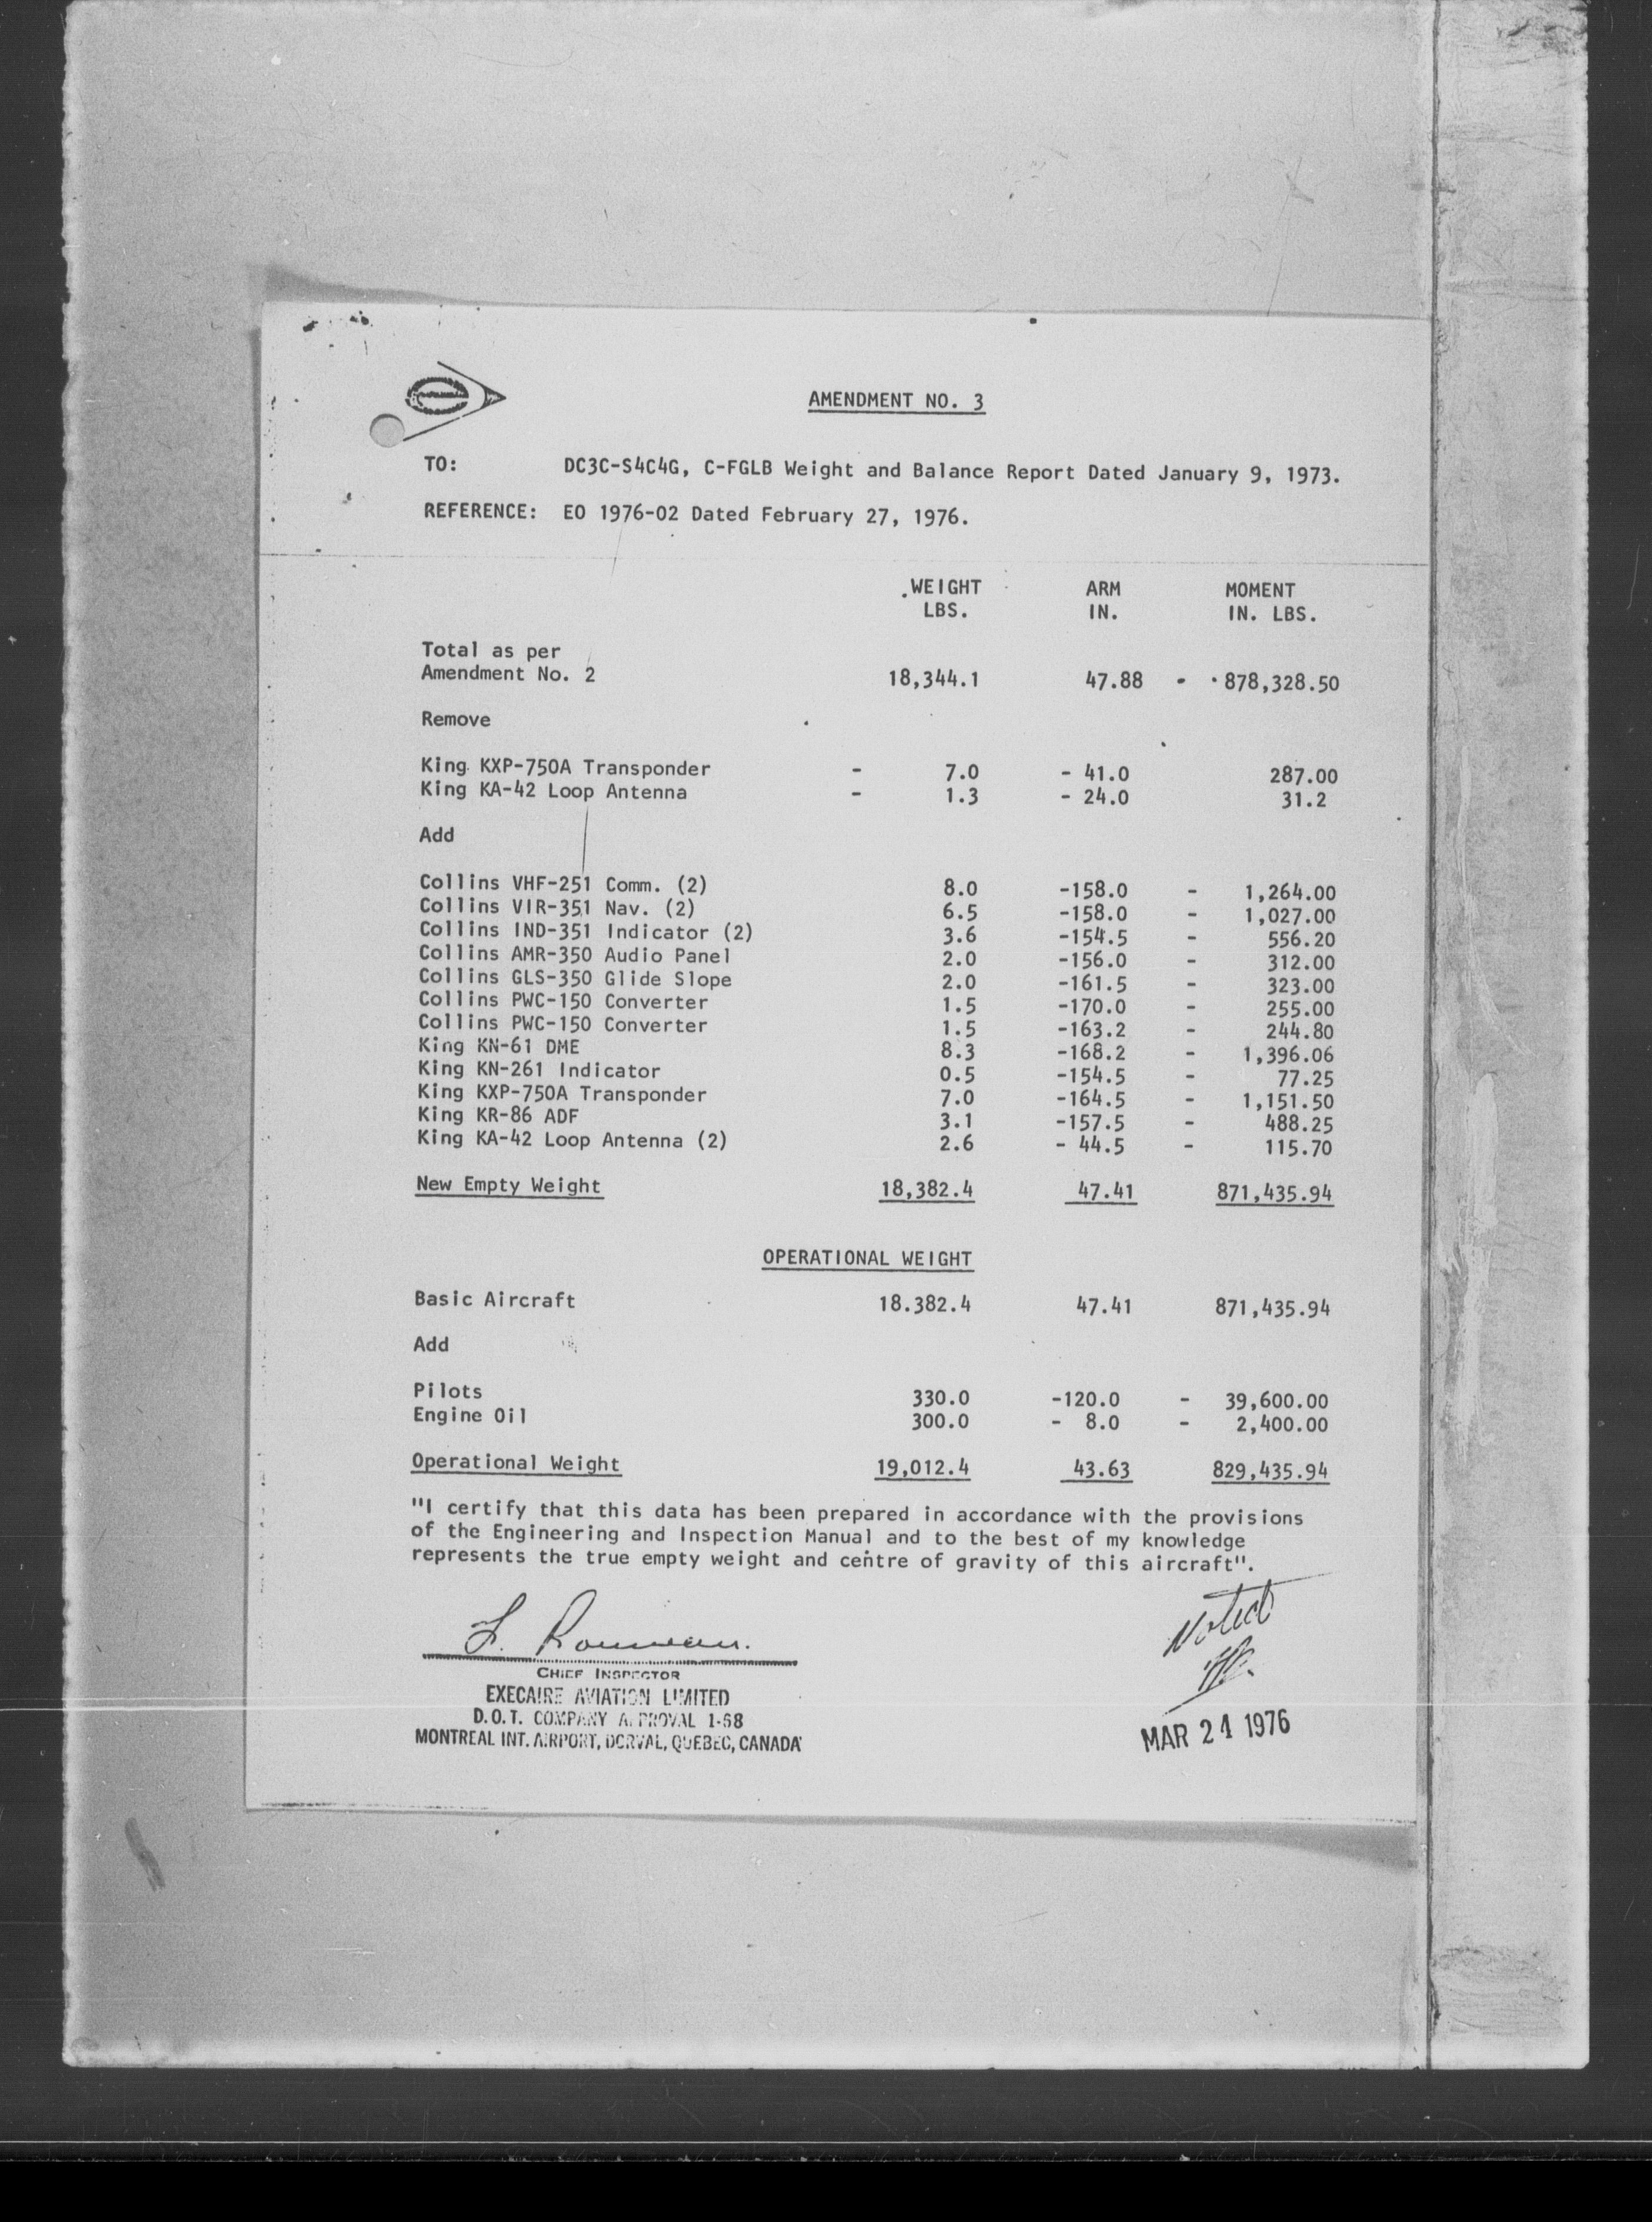 AMENDMENT NO. 3
TO: DC3C-S4C4G, C-FGLB Weight and Balance Report Dated January 9, 1973.
REFERENCE: EO 1976-02 Dated February 27, 1976.
WEIGHT ARM MOMENT
LBS. IN. IN. LBS.
Total as per
Amendment No. 2 18,344.1 47.88 878,328.50
Remove
King KXP-750A Transponder - 7.0 - 41.0 287.00
King KA-42 Loop Antenna - 1.3 - 24.0 31.2
Add
Collins VHF-251 Comm. (2) 8.0 -158.0 - 1,264.00
Collins VIR-351 Nav. (2) 6.5 -158.0 - 1,027.00
Collins IND-351 Indicator (2) 3.6 -154.5 - 556.20
Collins AMR-350 Audio Panel 2.0 -156.0 - 312.00
Collins GLS-350 Glide Slope 2.0 -161.5 - 323.00
Collins PWC-150 Converter 1.5 -170.0 - 255.00
Collins PWC-150 Converter 1.5 -163.2 - 244.80
King KN-61 DME 8.3 -168.2 - 1,396.06
King KN-261 Indicator 0.5 -154.5 - 77.25
King KXP-750A Transponder 7.0 -164.5 - 1,151.50
King KR-86 ADF 3.1 -157.5 - 488.25
King KA-42 Loop Antenna (2) 2.6 - 44.5 - 115.70
New Empty Weight 18,382.4 47.41 871,435.94
OPERATIONAL WEIGHT
Basic Aircraft 18.382.4 47.41 871,435.94
Add
Pilots 330.0 -120.0 - 39,600.00
Engine Oil 300.0 - 8.0 - 2,400.00
Operational Weight 19,012.4 43.63 829,435.94
"I certify that this data has been prepared in accordance with the provisions
of the Engineering and Inspection Manual and to the best of my knowledge
represents the true empty weight and centre of gravity of this aircraft".
Noted
CHIEF INSPECTOR
EXECAIRE AVIATION LIMITED
D.O.T. COMPANY APPROVAL 1-68
MONTREAL INT. AIRPORT, DORVAL, QUEBEC, CANADA
MAR 24 1976